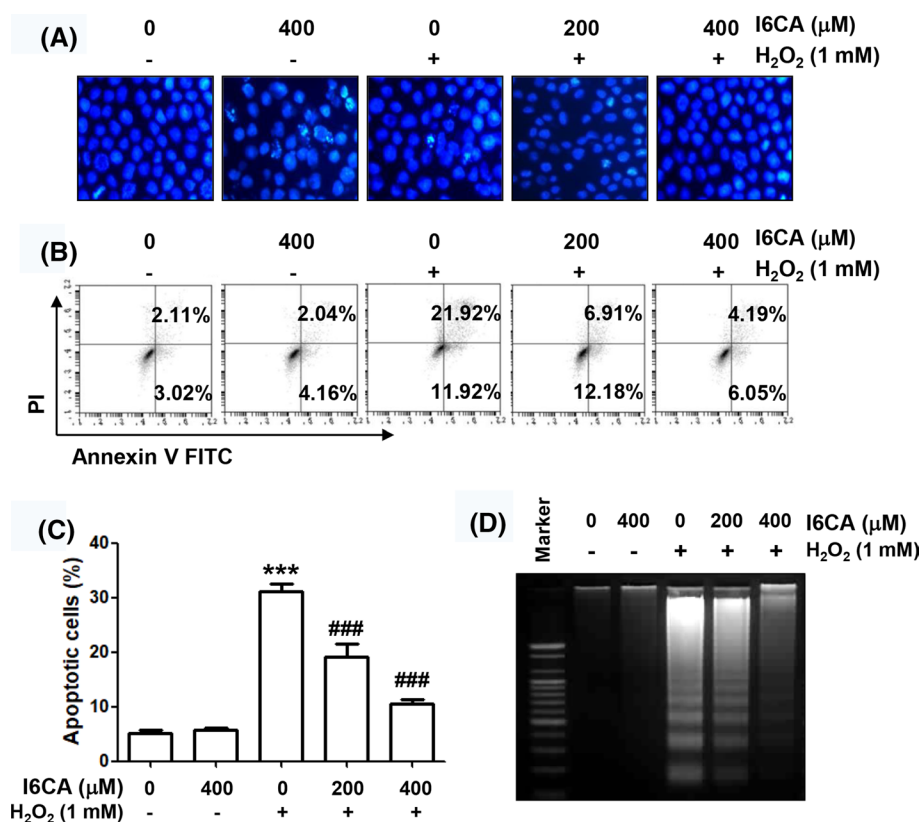 (A)
0 400 0 200 400 I6CA (μM)
- - + + + H₂O₂ (1 mM)
(B)
0 400 0 200 400 I6CA (μM)
- - + + + H₂O₂ (1 mM)
2.11% 2.04% 21.92% 6.91% 4.19%
3.02% 4.16% 11.92% 12.18% 6.05%
PI
Annexin V FITC
(C)
Apoptotic cells (%)
40
30
20
10
0
***
###
###
I6CA (μM) 0 400 0 200 400
H₂O₂ (1 mM) - - + + +
(D)
Marker
0 400 0 200 400 I6CA (μM)
- - + + + H₂O₂ (1 mM)